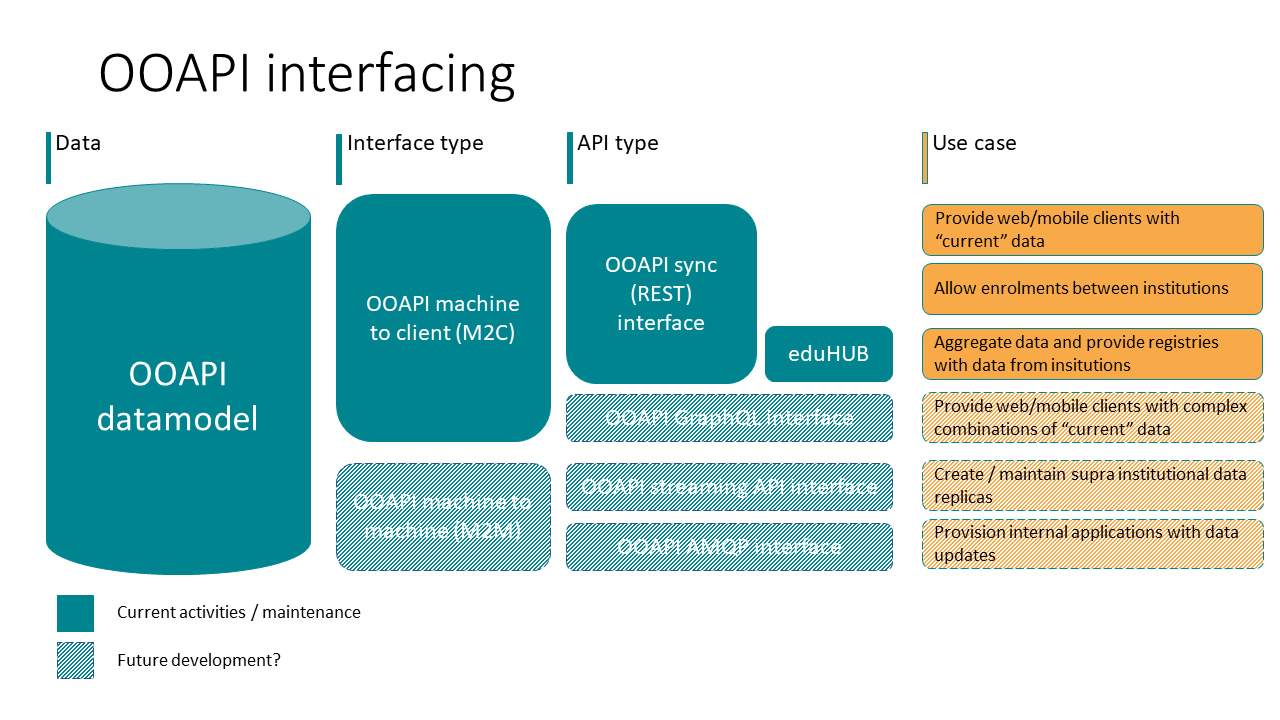 OOAPI interfacing
Data
Interface type
API type
Use case
OOAPI
datamodel
OOAPI machine
to client (M2C)
OOAPI machine to
machine (M2M)
OOAPI sync
(REST)
interface
eduHUB
OOAPI GraphQL interface
OOAPI streaming API interface
OOAPI AMQP interface
Provide web/mobile clients with
“current” data
Allow enrolments between institutions
Aggregate data and provide registries
with data from insitutions
Provide web/mobile clients with complex
combinations of “current” data
Create / maintain supra institutional data
replicas
Provision internal applications with data
updates
Current activities / maintenance
Future development?